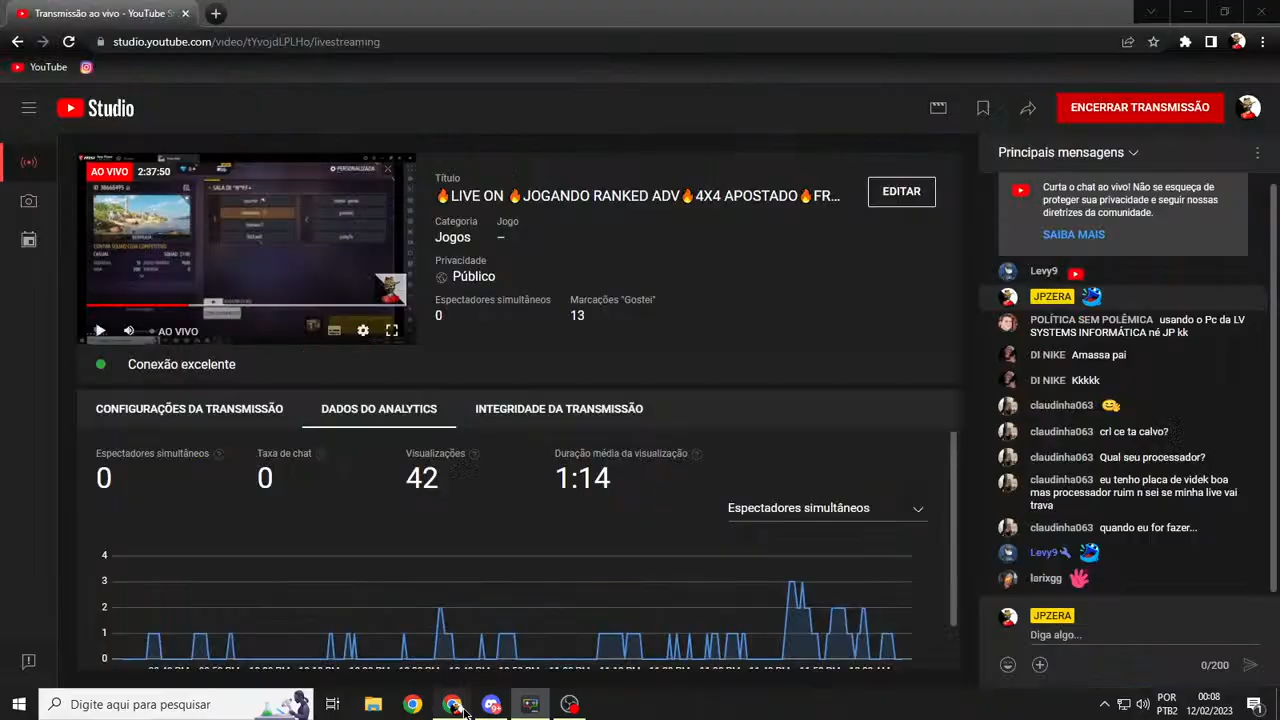 Transmissão ao vivo - YouTube S
studio.youtube.com/video/tYvojdLPLHo/livestreaming
YouTube
Studio
ENCERRAR TRANSMISSÃO
AO VIVO 2:37:50
PERSONALIZADA
AO VIVO
Título
🔥LIVE ON 🔥JOGANDO RANKED ADV🔥4X4 APOSTADO🔥FR...
EDITAR
Categoria Jogo
Jogos –
Privacidade
Público
Espectadores simultâneos Marcações "Gostei"
0 13
Conexão excelente
CONFIGURAÇÕES DA TRANSMISSÃO DADOS DO ANALYTICS INTEGRIDADE DA TRANSMISSÃO
Espectadores simultâneos Taxa de chat Visualizações Duração média da visualização
0 0 42 1:14
Espectadores simultâneos
4
3
2
1
0
Principais mensagens
Curta o chat ao vivo! Não se esqueça de
proteger sua privacidade e seguir nossas
diretrizes da comunidade.
SAIBA MAIS
Levy9
JPZERA
POLÍTICA SEM POLÊMICA usando o Pc da LV
SYSTEMS INFORMÁTICA né JP kk
DI NIKE Amassa pai
DI NIKE Kkkkk
claudinha063
claudinha063 crl ce ta calvo?
claudinha063 Qual seu processador?
claudinha063 eu tenho placa de videk boa
mas processador ruim n sei se minha live vai
trava
claudinha063 quando eu for fazer...
Levy9
larixgg
JPZERA
Diga algo...
0/200
Digite aqui para pesquisar
POR
PTB2
00:08
12/02/2023